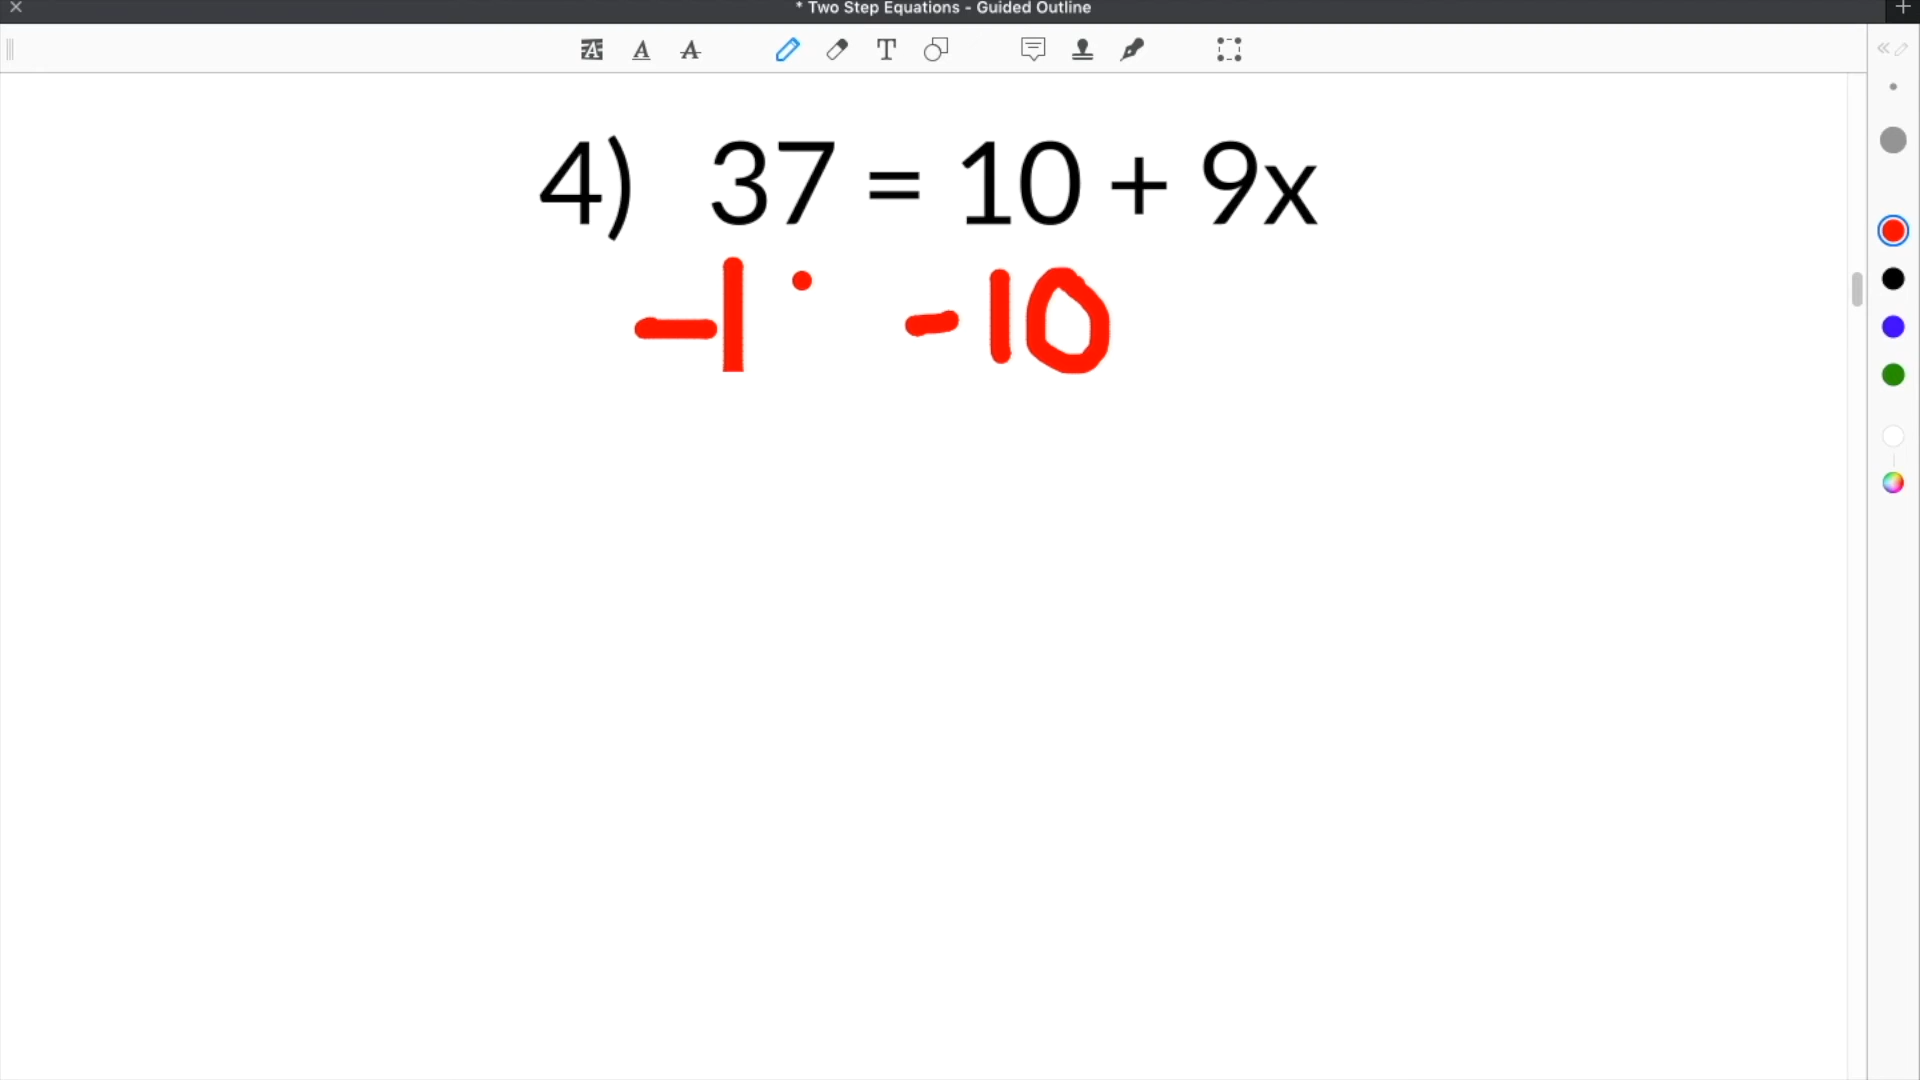 * Two Step Equations - Guided Outline
4) 37 = 10 + 9x
-1 -10